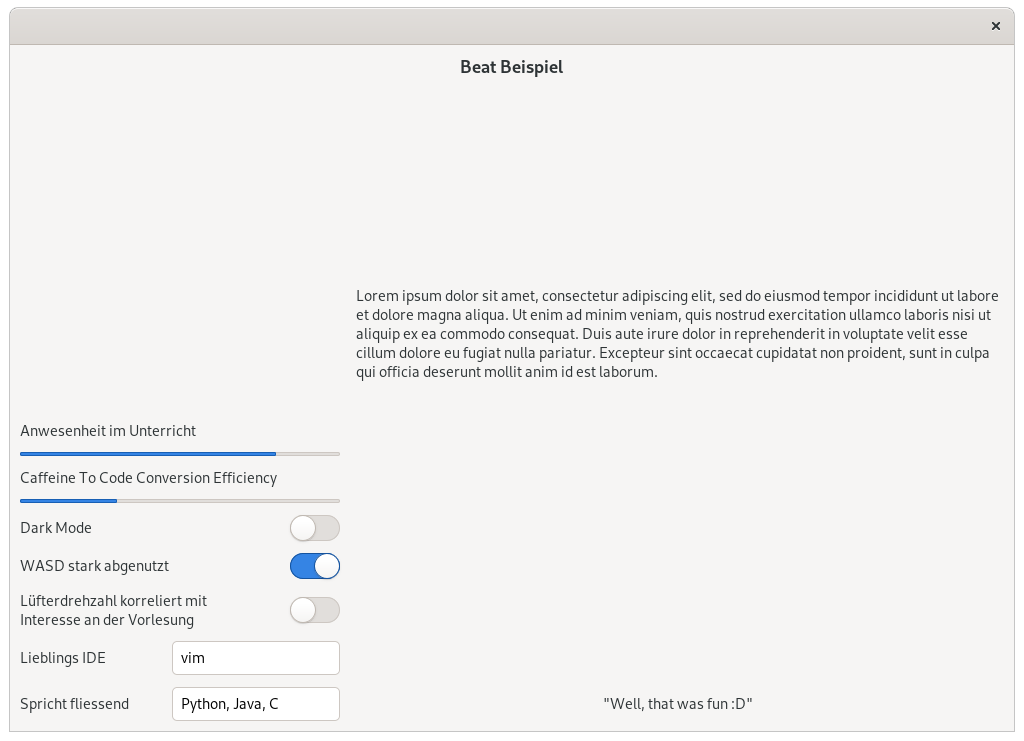 Beat Beispiel
Lorem ipsum dolor sit amet, consectetur adipiscing elit, sed do eiusmod tempor incididunt ut labore
et dolore magna aliqua. Ut enim ad minim veniam, quis nostrud exercitation ullamco laboris nisi ut
aliquip ex ea commodo consequat. Duis aute irure dolor in reprehenderit in voluptate velit esse
cillum dolore eu fugiat nulla pariatur. Excepteur sint occaecat cupidatat non proident, sunt in culpa
qui officia deserunt mollit anim id est laborum.
Anwesenheit im Unterricht
Caffeine To Code Conversion Efficiency
Dark Mode
WASD stark abgenutzt
Lüfterdrehzahl korreliert mit
Interesse an der Vorlesung
Lieblings IDE vim
Spricht fliessend Python, Java, C
"Well, that was fun :D"